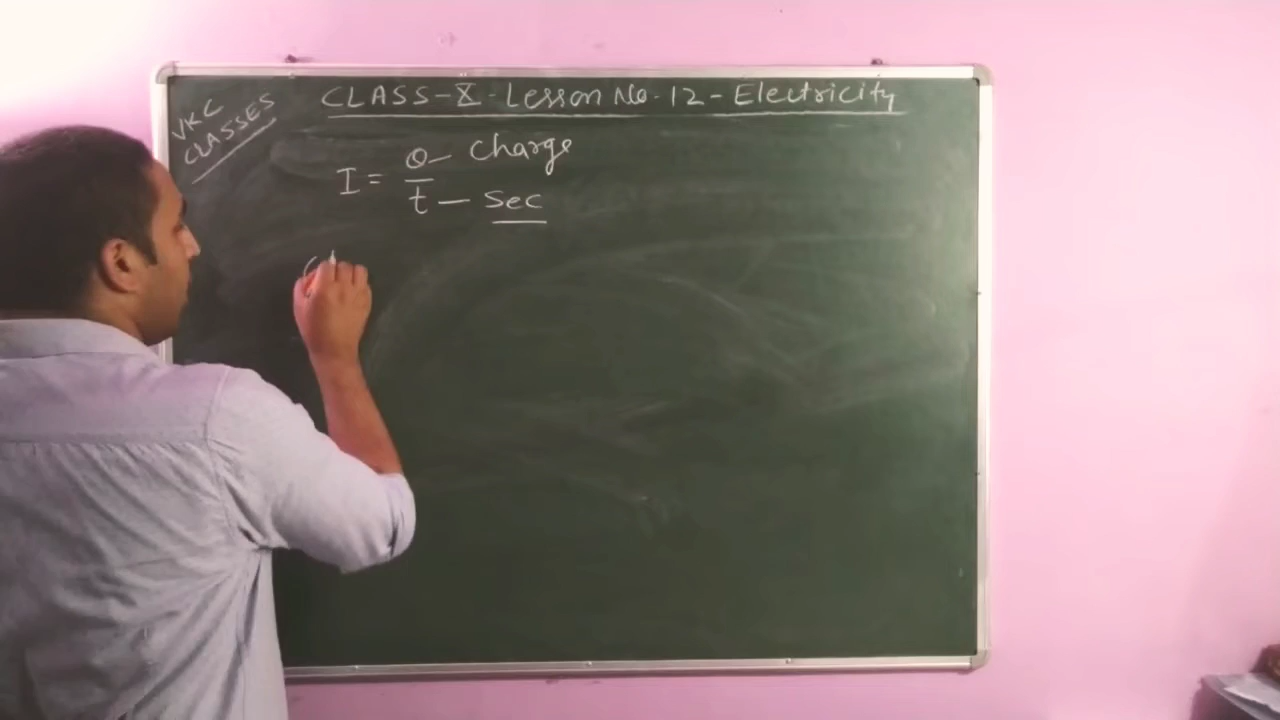 VKC
CLASSES
CLASS-X-Lesson No.12-Electricity
I = Q/t
Q - Charge
t - Sec